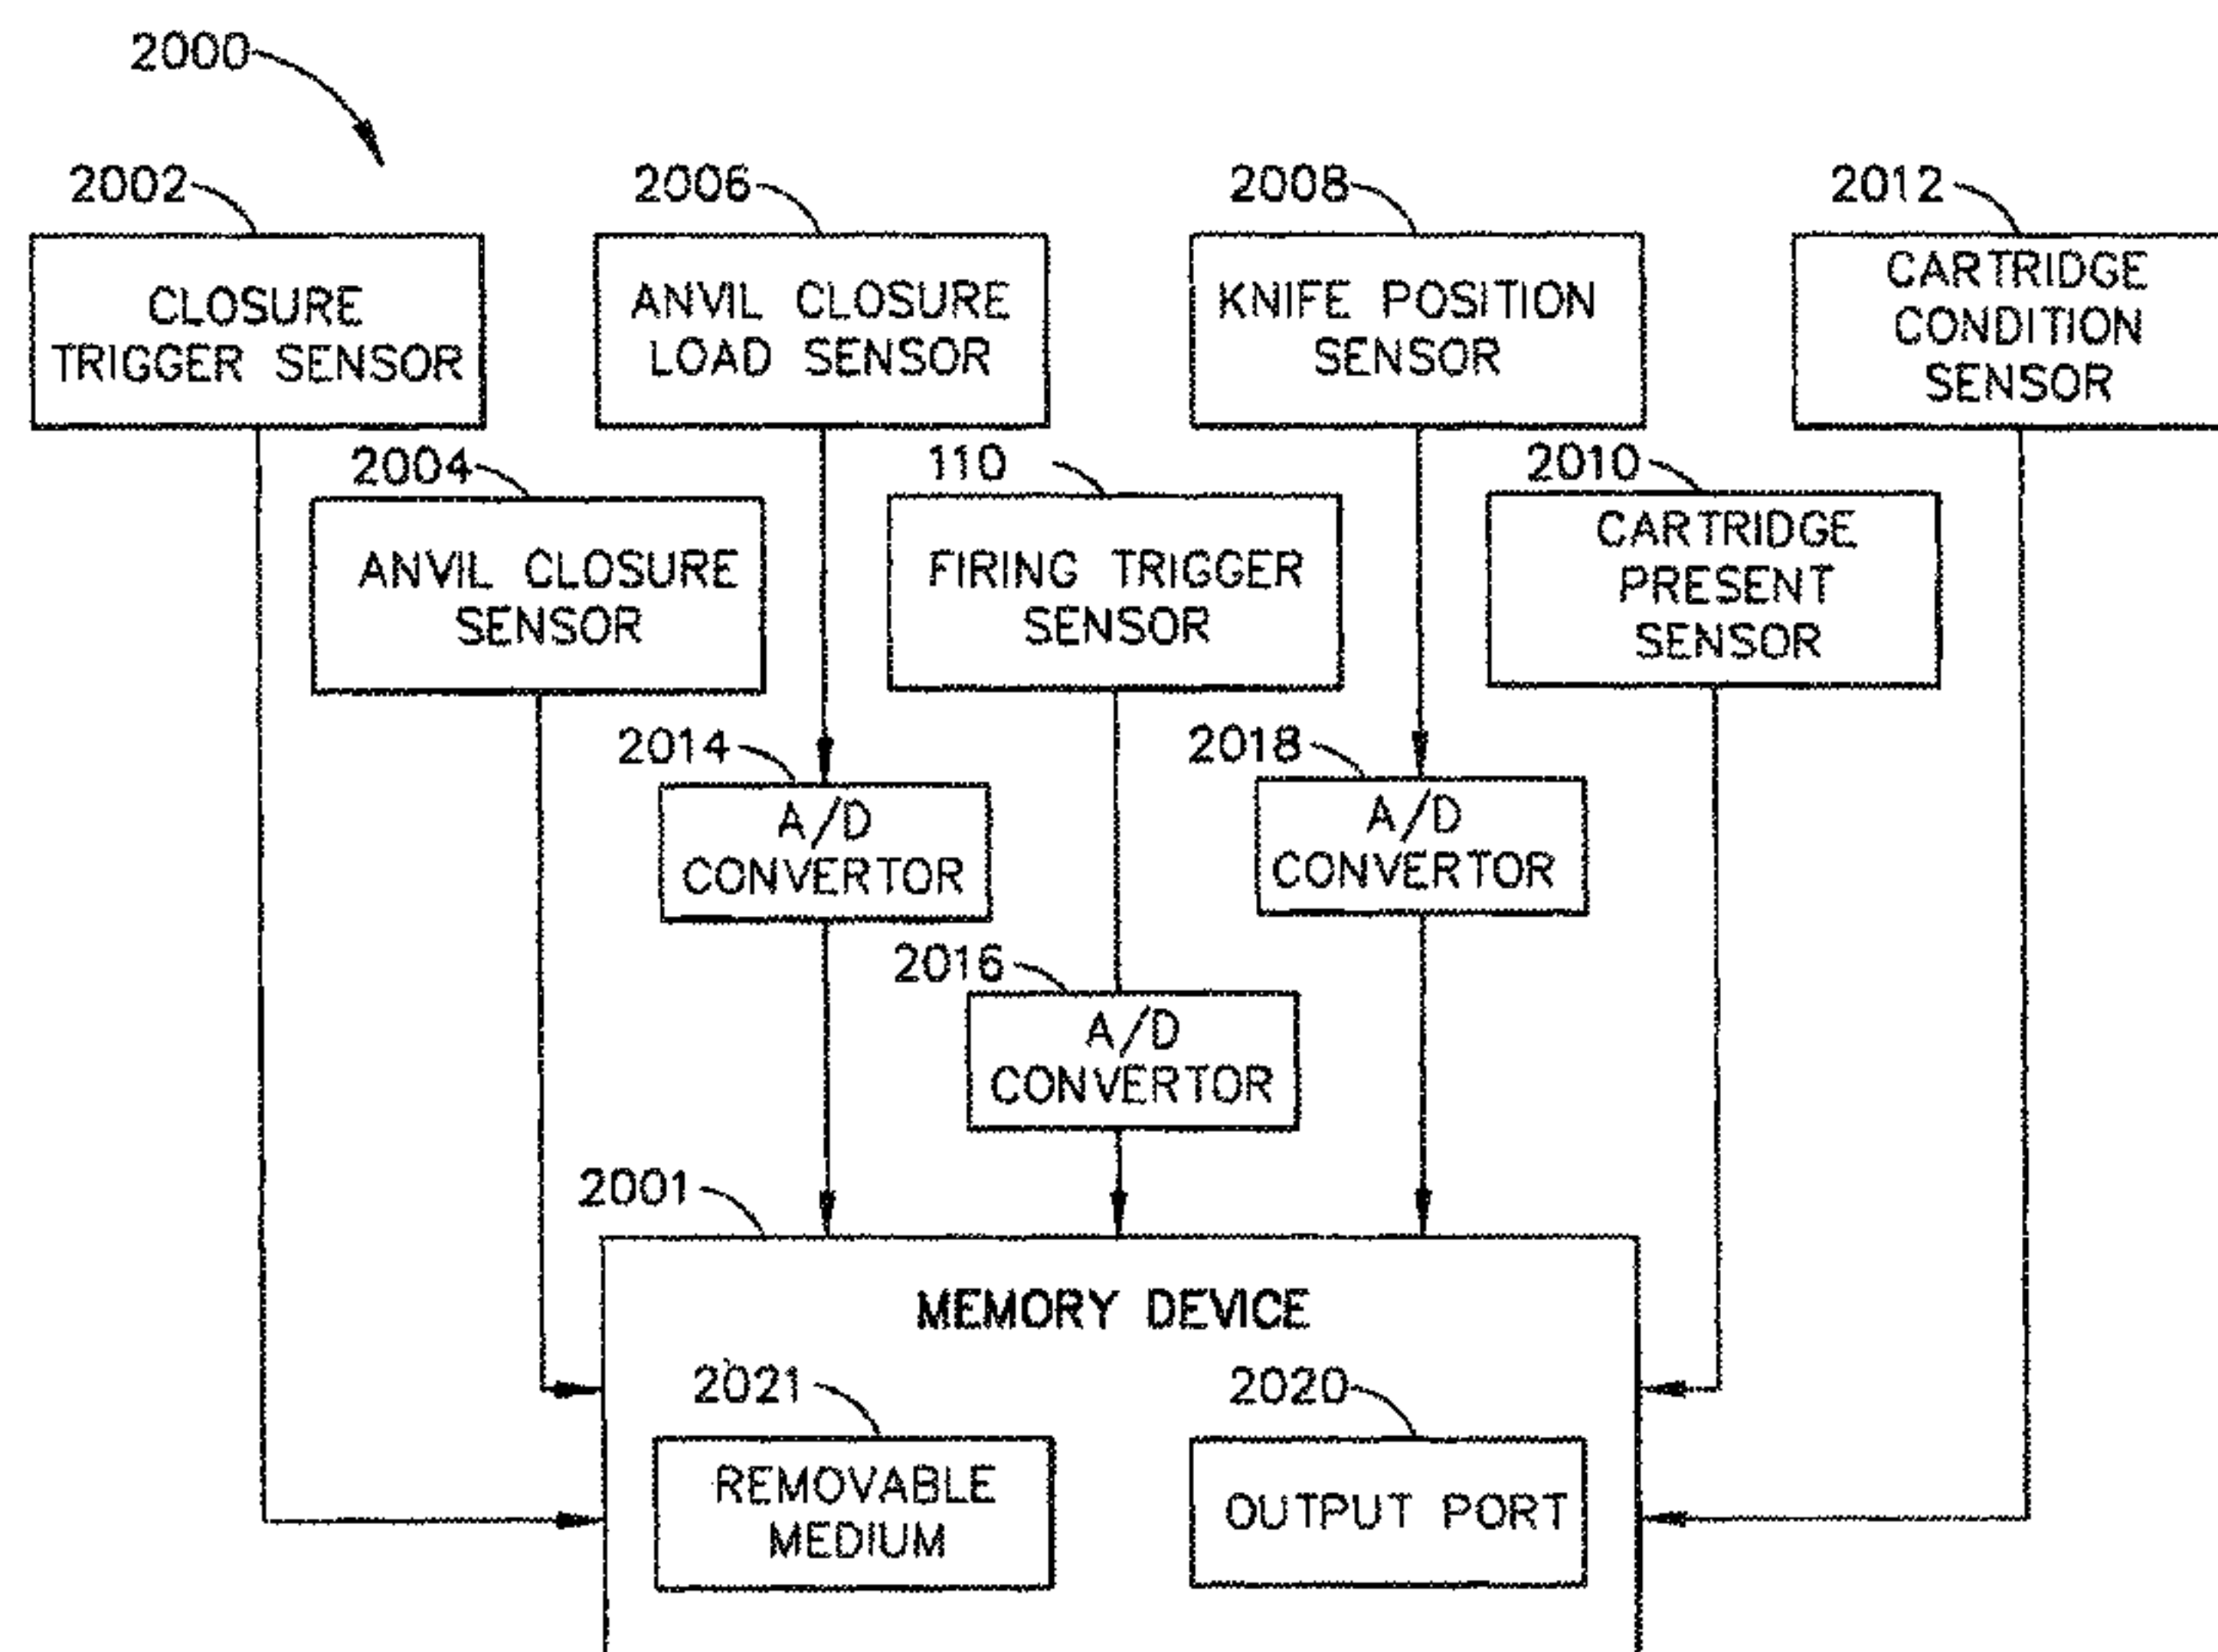 2000
2002
2006
2008
2012
CLOSURE
TRIGGER SENSOR
ANVIL CLOSURE
LOAD SENSOR
KNIFE POSITION
SENSOR
CARTRIDGE
CONDITION
SENSOR
2004
110
2010
ANVIL CLOSURE
SENSOR
FIRING TRIGGER
SENSOR
CARTRIDGE
PRESENT
SENSOR
2014
2018
A/D
CONVERTOR
A/D
CONVERTOR
2016
A/D
CONVERTOR
2001
MEMORY DEVICE
2021
2020
REMOVABLE
MEDIUM
OUTPUT PORT